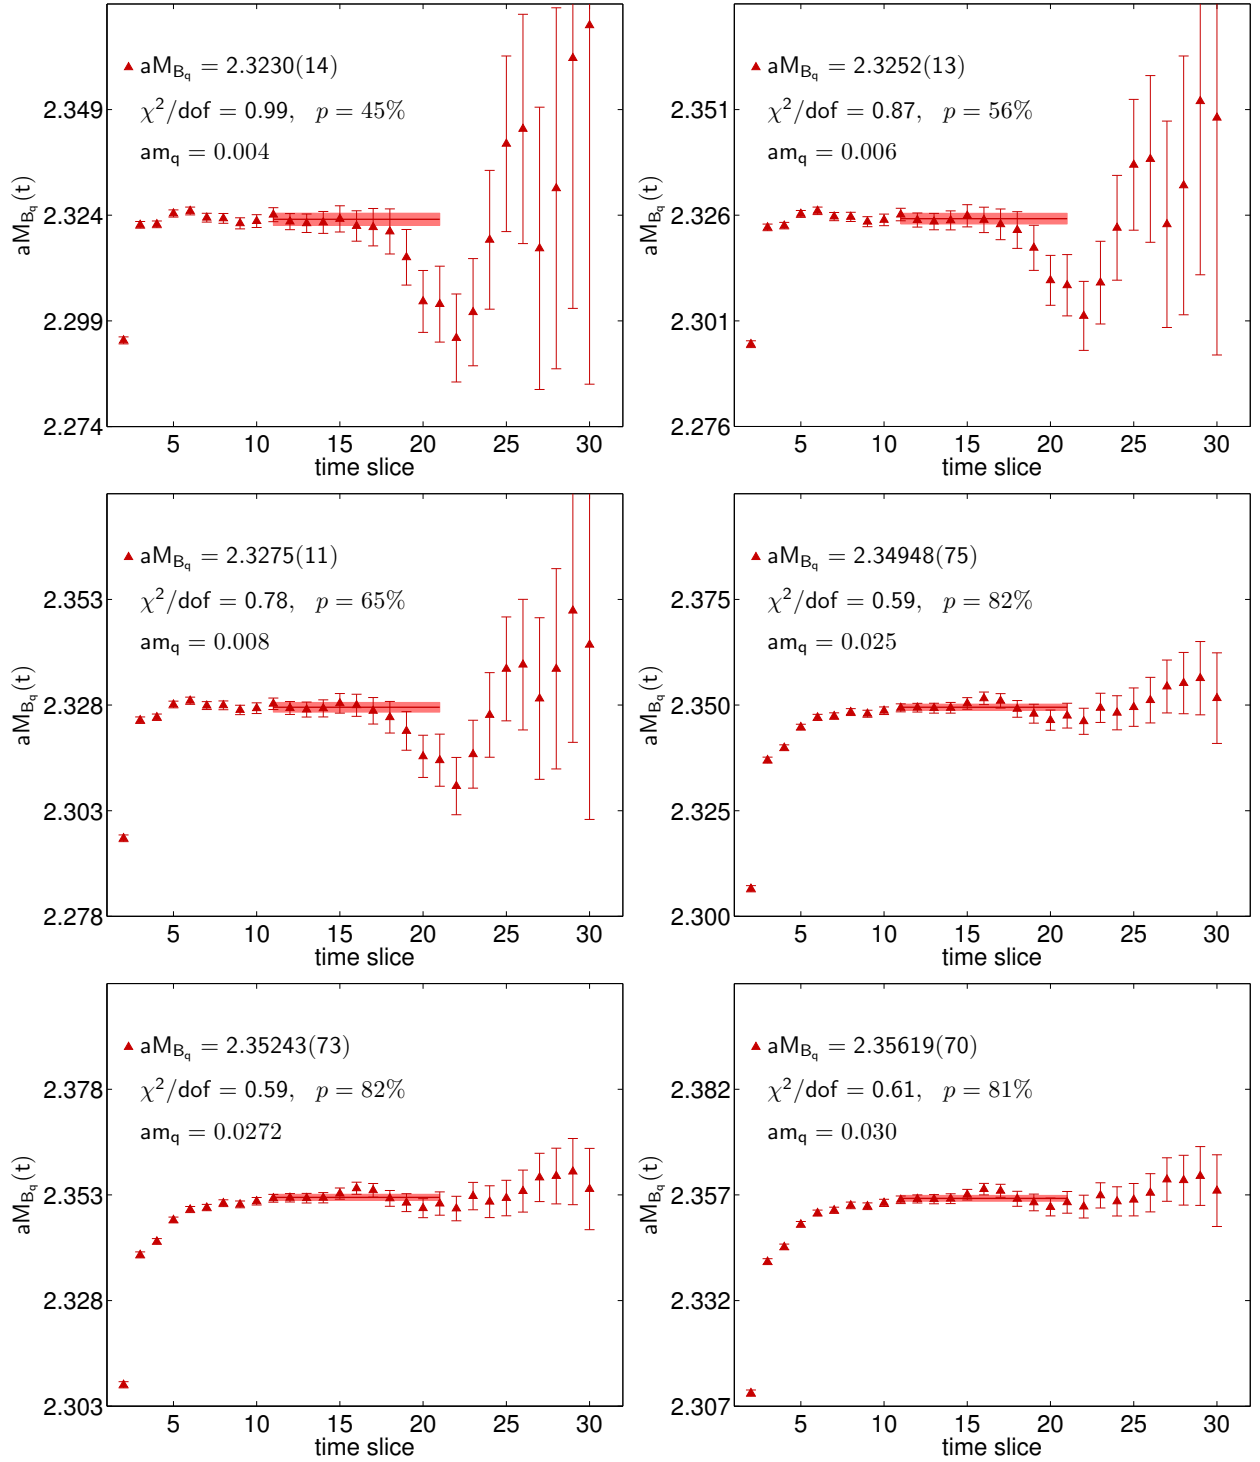 aM_{B_q}(t)
aM_{B_q} = 2.3230(14)
χ²/dof = 0.99, p = 45%
am_q = 0.004
2.349
2.324
2.299
2.274
5 10 15 20 25 30
time slice
aM_{B_q}(t)
aM_{B_q} = 2.3252(13)
χ²/dof = 0.87, p = 56%
am_q = 0.006
2.351
2.326
2.301
2.276
5 10 15 20 25 30
time slice
aM_{B_q}(t)
aM_{B_q} = 2.3275(11)
χ²/dof = 0.78, p = 65%
am_q = 0.008
2.353
2.328
2.303
2.278
5 10 15 20 25 30
time slice
aM_{B_q}(t)
aM_{B_q} = 2.34948(75)
χ²/dof = 0.59, p = 82%
am_q = 0.025
2.375
2.350
2.325
2.300
5 10 15 20 25 30
time slice
aM_{B_q}(t)
aM_{B_q} = 2.35243(73)
χ²/dof = 0.59, p = 82%
am_q = 0.0272
2.378
2.353
2.328
2.303
5 10 15 20 25 30
time slice
aM_{B_q}(t)
aM_{B_q} = 2.35619(70)
χ²/dof = 0.61, p = 81%
am_q = 0.030
2.382
2.357
2.332
2.307
5 10 15 20 25 30
time slice